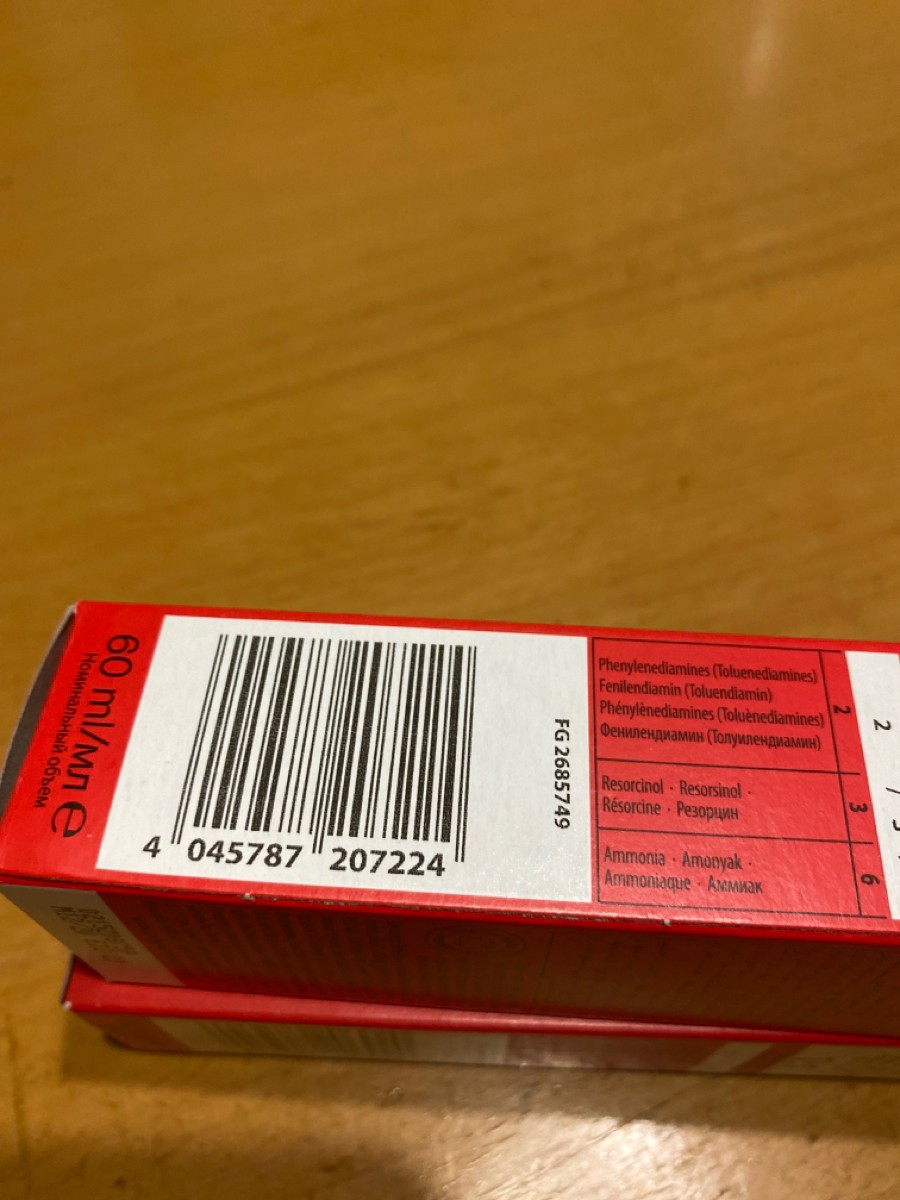 60 ml/мл ℮
Номинальный объем
4 045787 207224
FG 2685749
Phenylenediamines (Toluenediamines)
Fenilendiamin (Toluendiamin)
Phénylènediamines (Toluènediamines)
Фенилендиамин (Толуилендиамин)
2
Resorcinol · Resorsinol ·
Résorcine · Резорцин
3
Ammonia · Amonyak ·
Ammoniaque · Аммиак
6
2 /